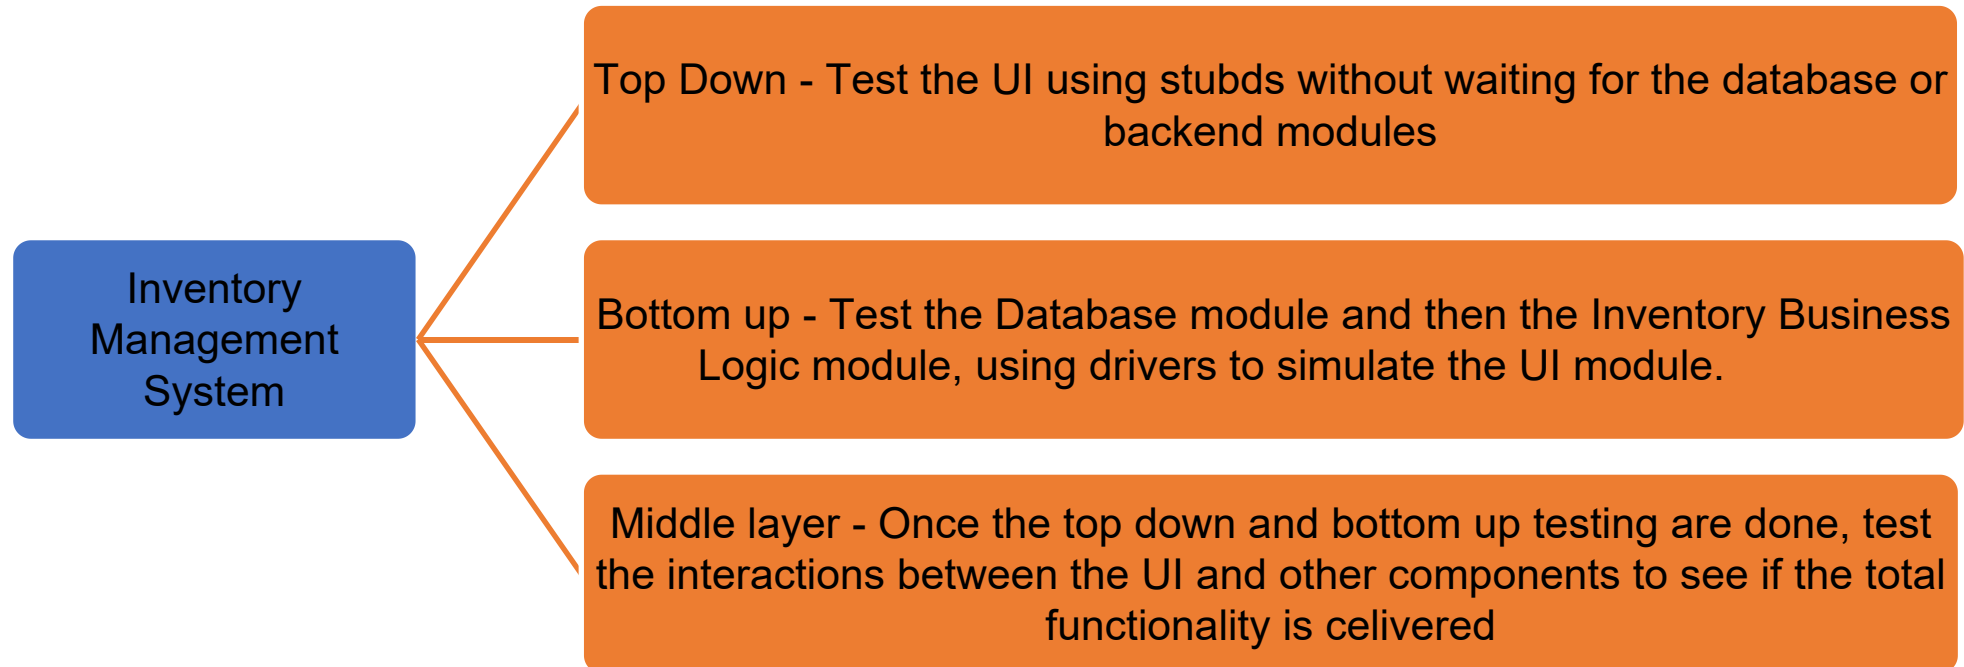 Inventory
Management
System
Top Down - Test the UI using stubds without waiting for the database or
backend modules
Bottom up - Test the Database module and then the Inventory Business
Logic module, using drivers to simulate the UI module.
Middle layer - Once the top down and bottom up testing are done, test
the interactions between the UI and other components to see if the total
functionality is celivered